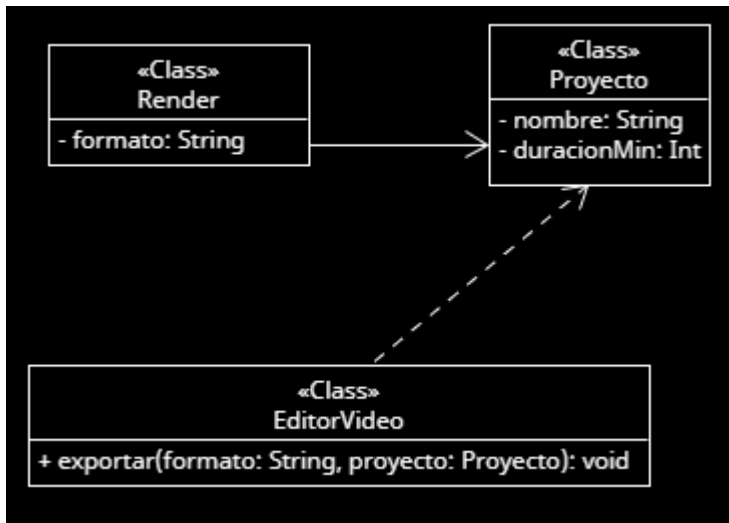 «Class»
Render
- formato: String
«Class»
Proyecto
- nombre: String
- duracionMin: Int
«Class»
EditorVideo
+ exportar(formato: String, proyecto: Proyecto): void